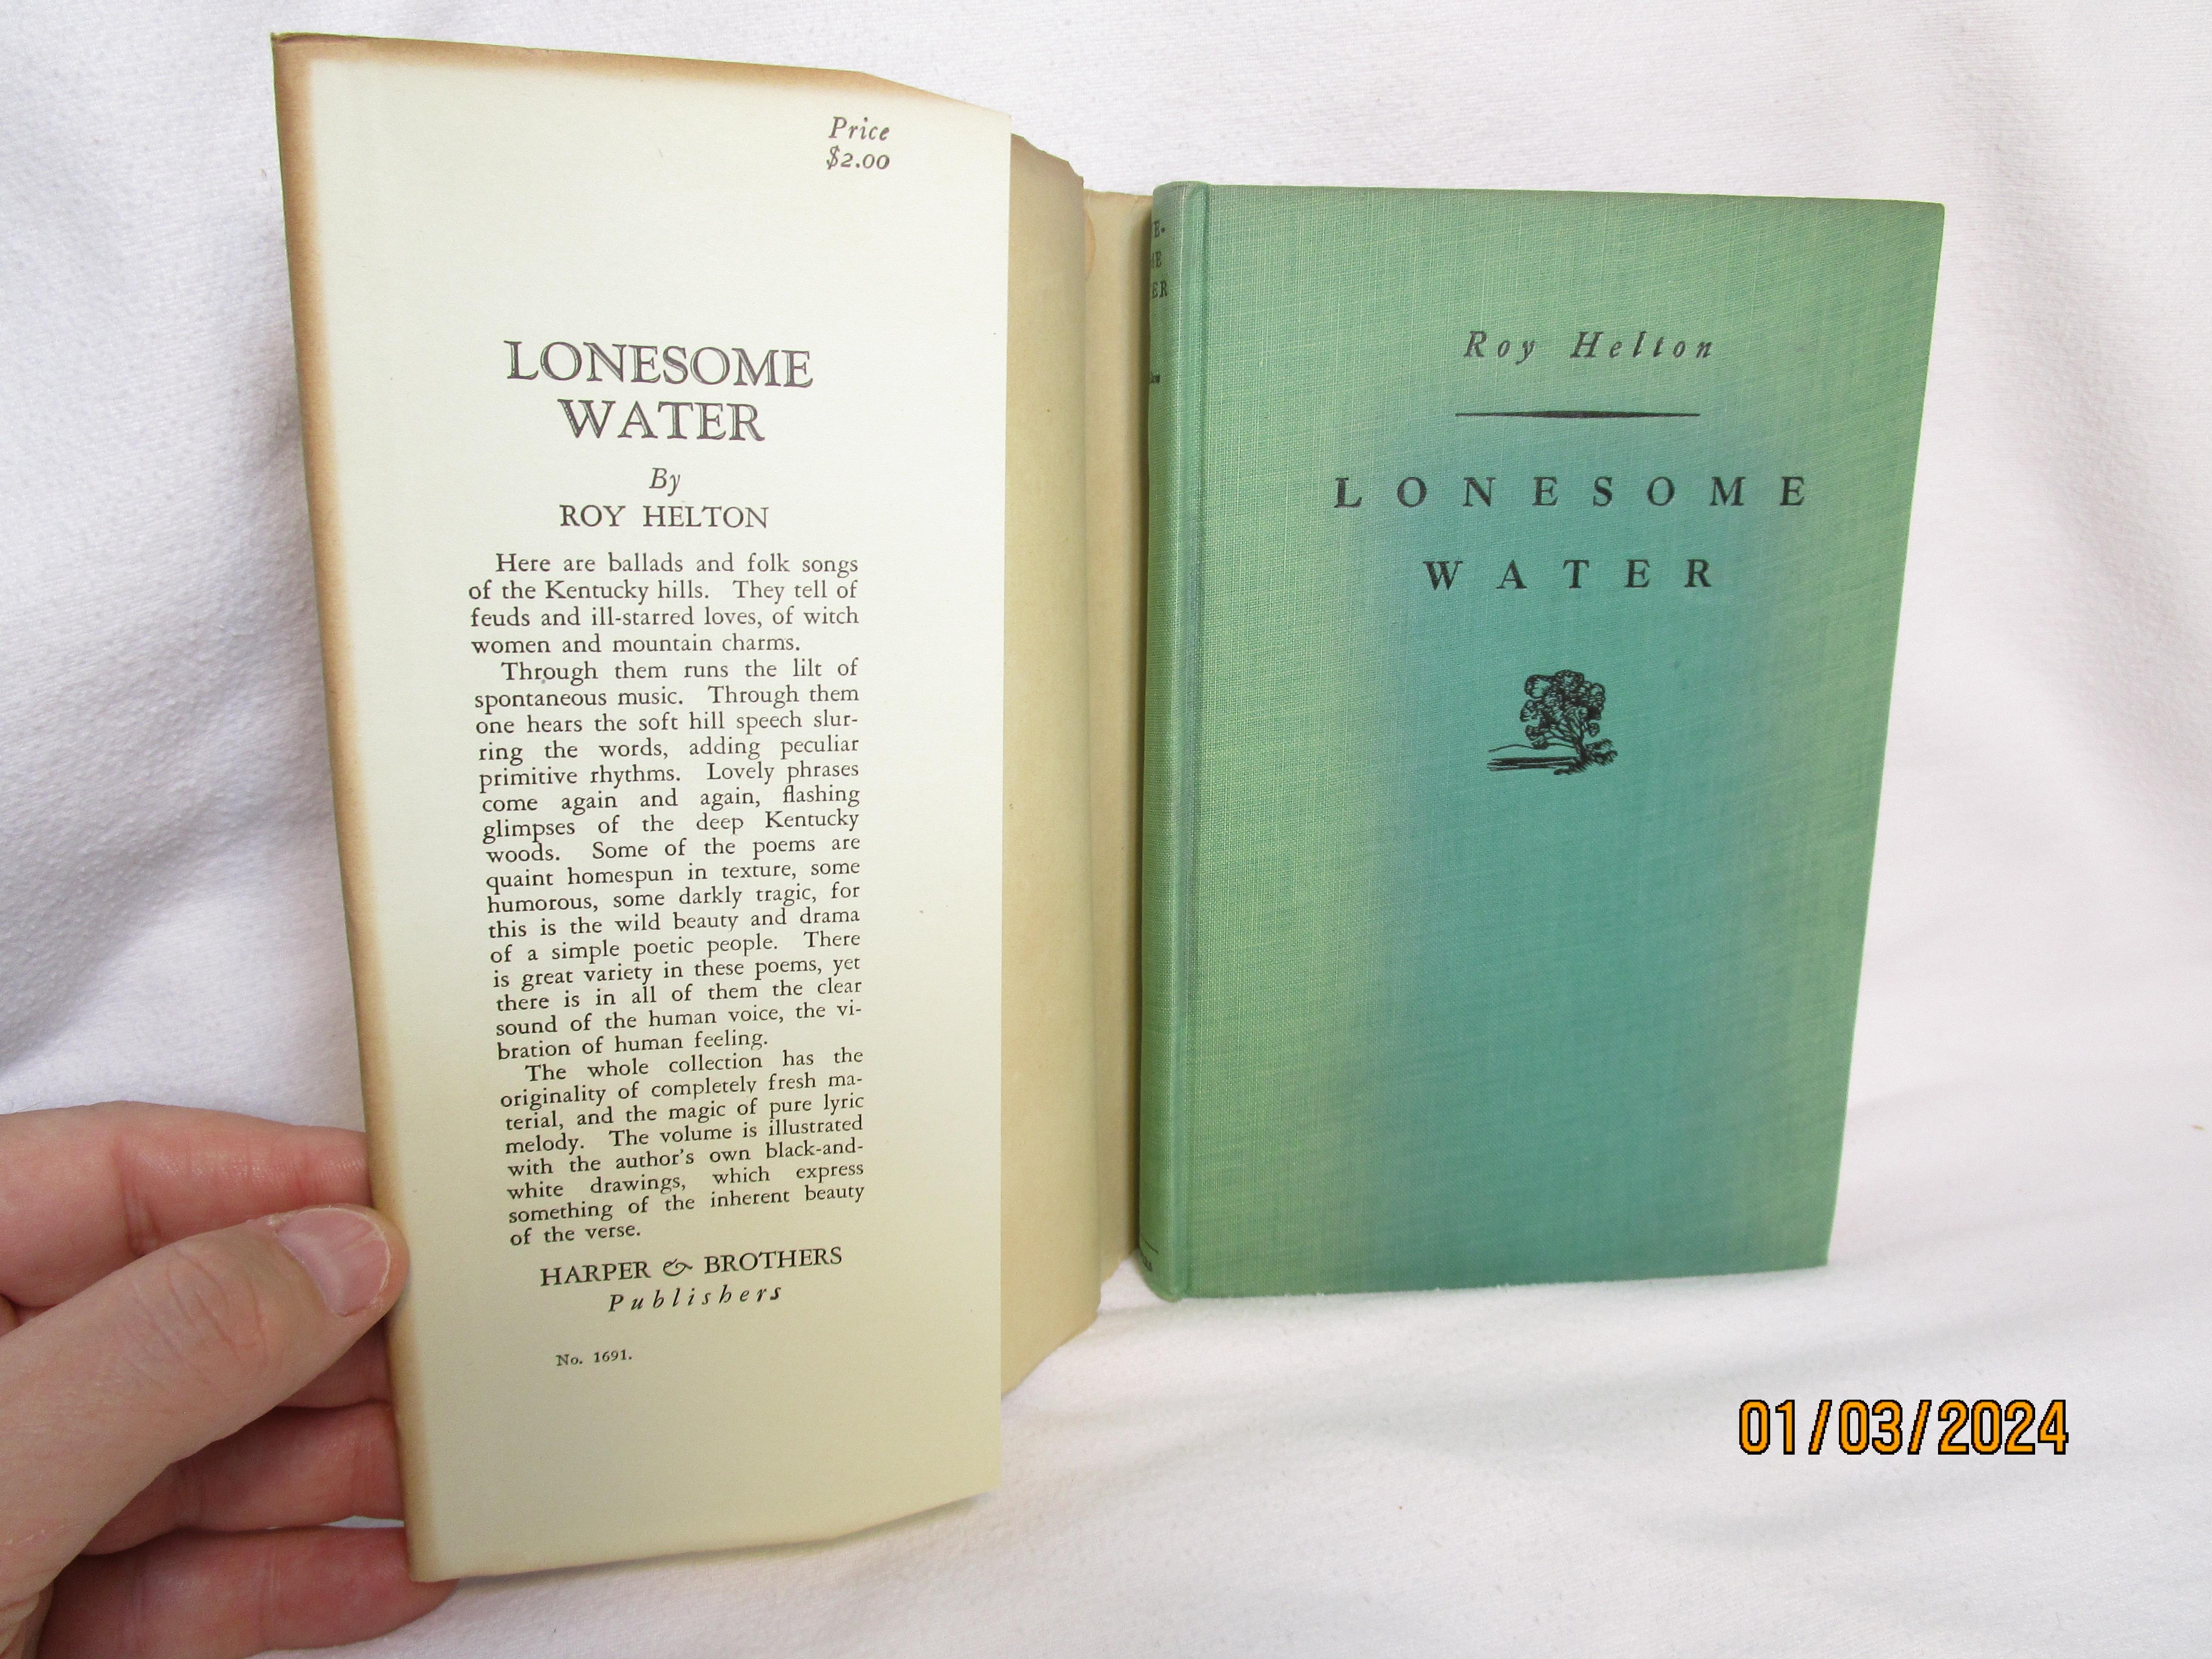 Price
$2.00
LONESOME
WATER
By
ROY HELTON
Here are ballads and folk songs
of the Kentucky hills. They tell of
feuds and ill-starred loves, of witch
women and mountain charms.
Through them runs the lilt of
spontaneous music. Through them
one hears the soft hill speech slur-
ring the words, adding peculiar
primitive rhythms. Lovely phrases
come again and again, flashing
glimpses of the deep Kentucky
woods. Some of the poems are
quaint homespun in texture, some
humorous, some darkly tragic, for
this is the wild beauty and drama
of a simple poetic people. There
is great variety in these poems, yet
there is in all of them the clear
sound of the human voice, the vi-
bration of human feeling.
The whole collection has the
originality of completely fresh ma-
terial, and the magic of pure lyric
melody. The volume is illustrated
with the author's own black-and-
white drawings, which express
something of the inherent beauty
of the verse.
HARPER & BROTHERS
Publishers
No. 1691.
Roy Helton
LONESOME
WATER
01/03/2024